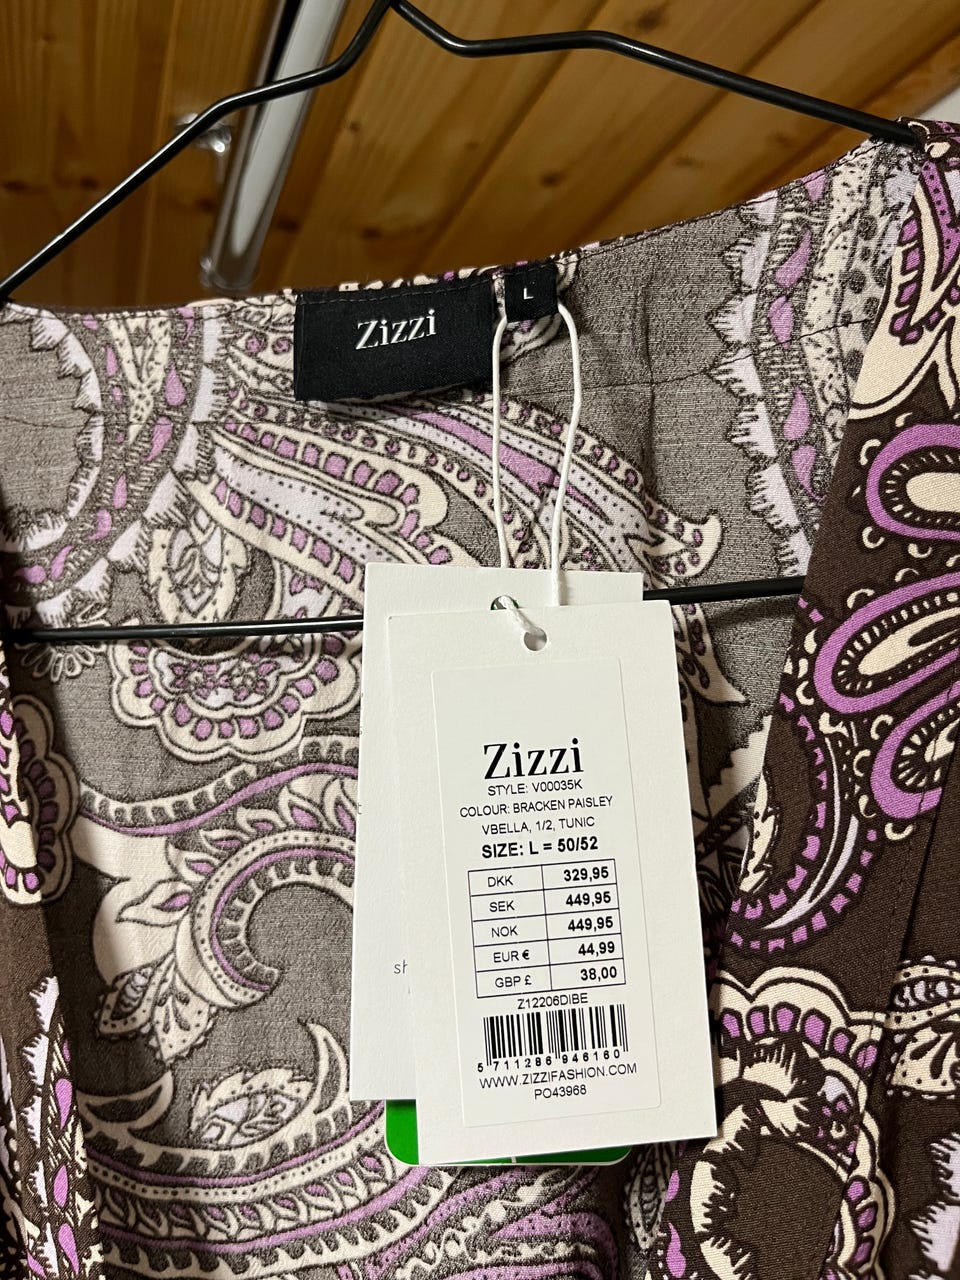 Zizzi
L
Zizzi
STYLE: V00035K
COLOUR: BRACKEN PAISLEY
VBELLA, 1/2, TUNIC
SIZE: L = 50/52
DKK 329,95
SEK 449,95
NOK 449,95
EUR € 44,99
GBP £ 38,00
Z12206DIBE
5 711286 946160
WWW.ZIZZIFASHION.COM
PO43968